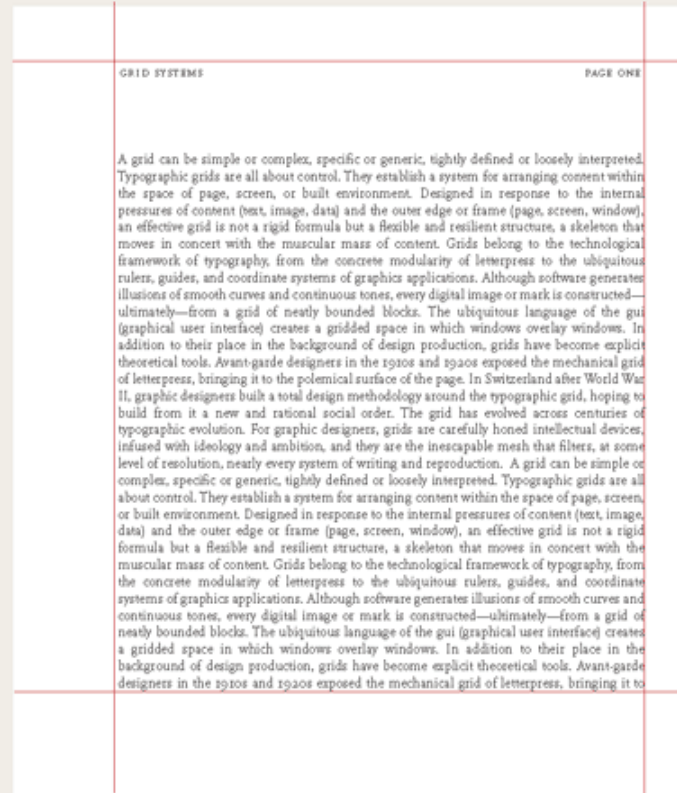 GRID SYSTEMS
PAGE ONE
A grid can be simple or complex, specific or generic, tightly defined or loosely interpreted.
Typographic grids are all about control. They establish a system for arranging content within
the space of page, screen, or built environment. Designed in response to the internal
pressures of content (text, image, data) and the outer edge or frame (page, screen, window),
an effective grid is not a rigid formula but a flexible and resilient structure, a skeleton that
moves in concert with the muscular mass of content. Grids belong to the technological
framework of typography, from the concrete modularity of letterpress to the ubiquitous
rulers, guides, and coordinate systems of graphics applications. Although software generates
illusions of smooth curves and continuous tones, every digital image or mark is constructed—
ultimately—from a grid of neatly bounded blocks. The ubiquitous language of the gui
(graphical user interface) creates a gridded space in which windows overlay windows. In
addition to their place in the background of design production, grids have become explicit
theoretical tools. Avant-garde designers in the 1910s and 1920s exposed the mechanical grid
of letterpress, bringing it to the polemical surface of the page. In Switzerland after World War
II, graphic designers built a total design methodology around the typographic grid, hoping to
build from it a new and rational social order. The grid has evolved across centuries of
typographic evolution. For graphic designers, grids are carefully honed intellectual devices,
infused with ideology and ambition, and they are the inescapable mesh that filters, at some
level of resolution, nearly every system of writing and reproduction. A grid can be simple or
complex, specific or generic, tightly defined or loosely interpreted. Typographic grids are all
about control. They establish a system for arranging content within the space of page, screen,
or built environment. Designed in response to the internal pressures of content (text, image,
data) and the outer edge or frame (page, screen, window), an effective grid is not a rigid
formula but a flexible and resilient structure, a skeleton that moves in concert with the
muscular mass of content. Grids belong to the technological framework of typography, from
the concrete modularity of letterpress to the ubiquitous rulers, guides, and coordinate
systems of graphics applications. Although software generates illusions of smooth curves and
continuous tones, every digital image or mark is constructed—ultimately—from a grid of
neatly bounded blocks. The ubiquitous language of the gui (graphical user interface) creates
a gridded space in which windows overlay windows. In addition to their place in the
background of design production, grids have become explicit theoretical tools. Avant-garde
designers in the 1910s and 1920s exposed the mechanical grid of letterpress, bringing it to